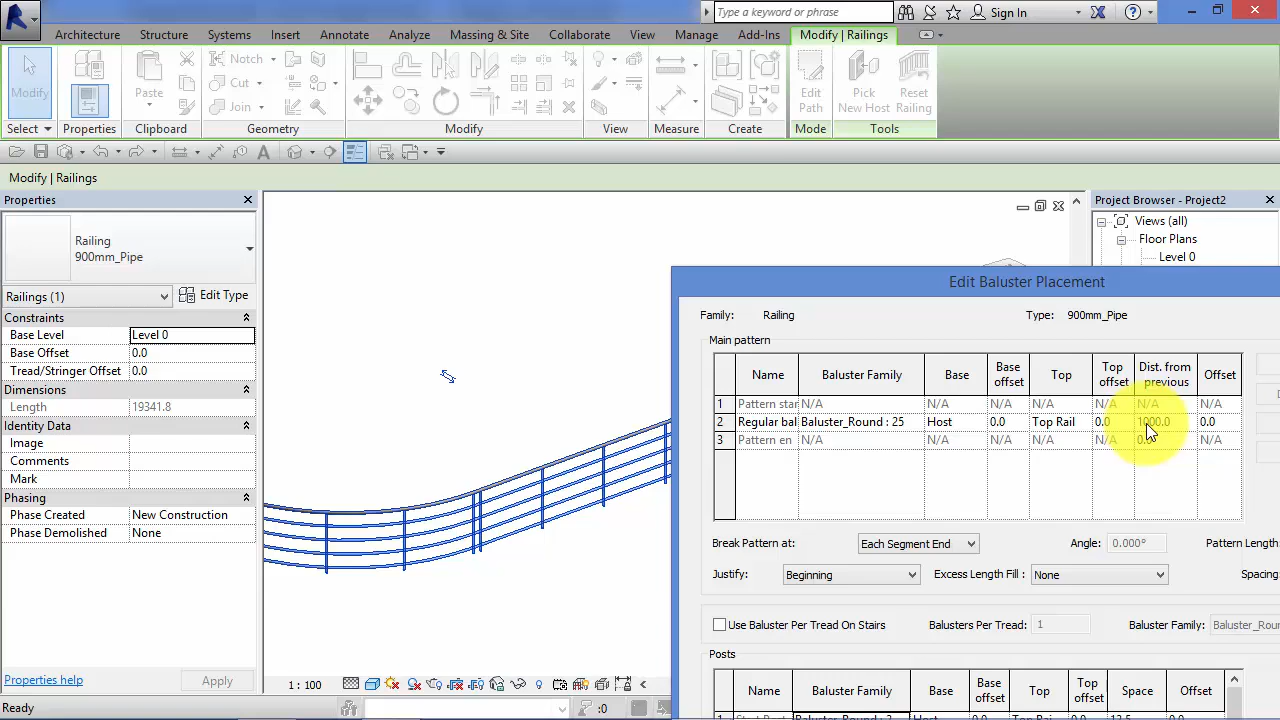 Type a keyword or phrase
Sign In
Architecture Structure Systems Insert Annotate Analyze Massing & Site Collaborate View Manage Add-Ins Modify | Railings
Modify
Paste
Notch
Cut
Join
Edit Path
Pick New Host
Reset Railing
Select Properties Clipboard Geometry Modify View Measure Create Mode Tools
Modify | Railings
Properties
Railing
900mm_Pipe
Railings (1) Edit Type
Constraints
Base Level Level 0
Base Offset 0.0
Tread/Stringer Offset 0.0
Dimensions
Length 19341.8
Identity Data
Image
Comments
Mark
Phasing
Phase Created New Construction
Phase Demolished None
Properties help Apply
Ready
1 : 100
:0
Project Browser - Project2
Views (all)
Floor Plans
Level 0
Edit Baluster Placement
Family: Railing Type: 900mm_Pipe
Main pattern
Name Baluster Family Base Base offset Top Top offset Dist. from previous Offset
1 Pattern star N/A N/A N/A N/A N/A N/A N/A
2 Regular bal Baluster_Round : 25 Host 0.0 Top Rail 0.0 1000.0 0.0
3 Pattern en N/A N/A N/A N/A N/A 0.0 N/A
Break Pattern at: Each Segment End Angle: 0.000° Pattern Length:
Justify: Beginning Excess Length Fill : None Spacing
Use Baluster Per Tread On Stairs Balusters Per Tread: 1 Baluster Family: Baluster_Rou
Posts
Name Baluster Family Base Base offset Top Top offset Space Offset